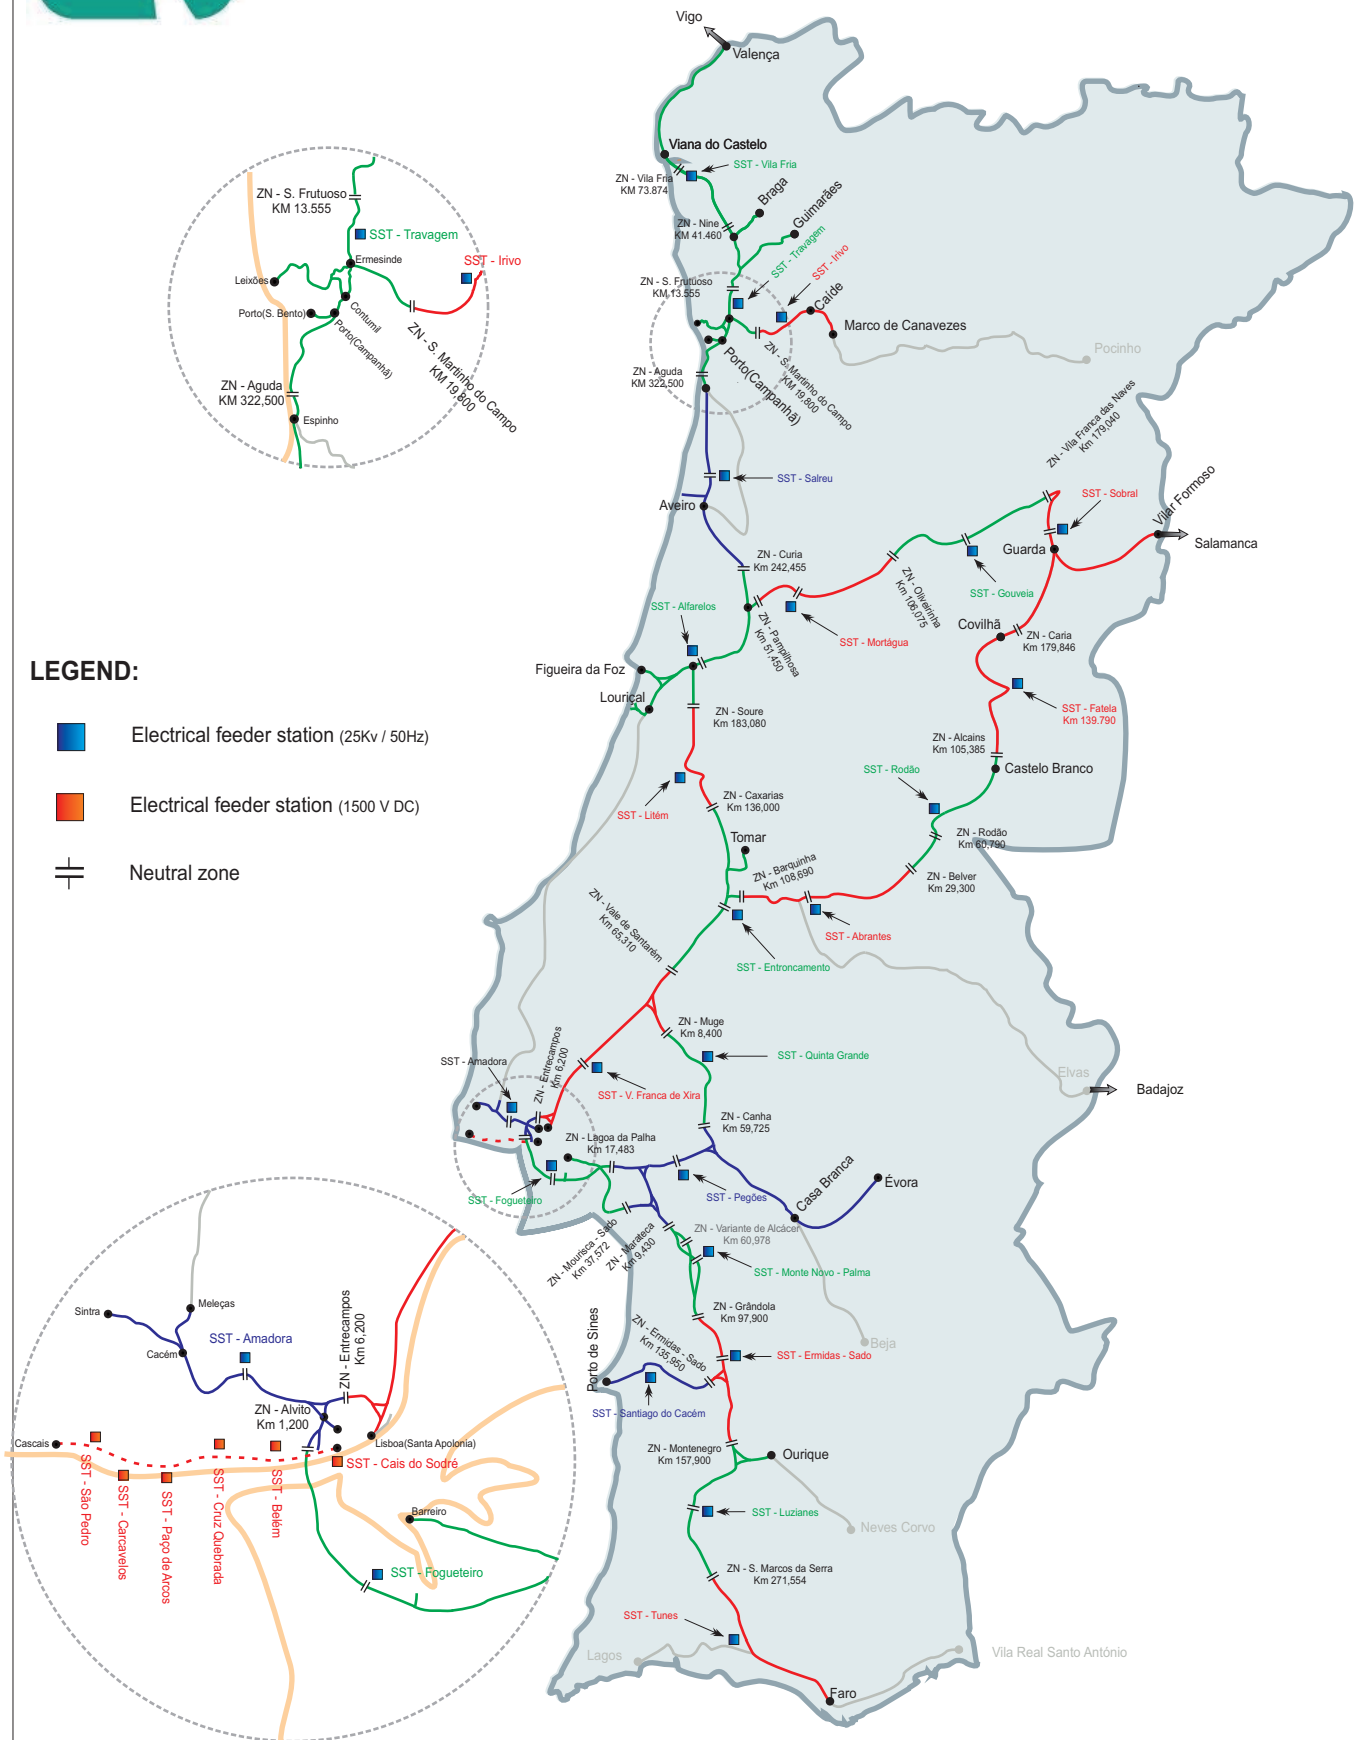 Vigo
Valença
Viana do Castelo
SST - Vila Fria
ZN - Vila Fria
KM 73.874
Braga
Guimarães
ZN - Nine
KM 41.460
SST - Travagem
SST - Irivo
ZN - S. Frutuoso
KM 13.555
Caíde
Marco de Canavezes
Pocinho
ZN - Aguda
KM 322,500
Porto(Campanhã)
ZN - S. Martinho do Campo
KM 19,800
ZN - S. Frutuoso
KM 13.555
SST - Travagem
Ermesinde
SST - Irivo
Leixões
Contumil
Porto(S. Bento)
Porto(Campanhã)
ZN - S. Martinho do Campo
KM 19,800
ZN - Aguda
KM 322,500
Espinho
SST - Salreu
Aveiro
ZN - Vila Franca das Naves
Km 179,040
SST - Sobral
Vilar Formoso
Salamanca
Guarda
ZN - Curia
Km 242,455
ZN - Oliveirinha
Km 106,075
SST - Gouveia
SST - Alfarelos
ZN - Pampilhosa
Km 51,450
SST - Mortágua
Covilhã
ZN - Caria
Km 179,846
Figueira da Foz
Louriçal
SST - Fatela
Km 139.790
ZN - Soure
Km 183,080
ZN - Alcains
Km 105,385
Castelo Branco
SST - Rodão
SST - Litém
ZN - Caxarias
Km 136,000
Tomar
ZN - Rodão
Km 60,790
ZN - Barquinha
Km 108,690
ZN - Belver
Km 29,300
ZN - Vale de Santarém
Km 65,310
SST - Abrantes
SST - Entroncamento
LEGEND:
Electrical feeder station (25Kv / 50Hz)
Electrical feeder station (1500 V DC)
Neutral zone
ZN - Muge
Km 8,400
SST - Quinta Grande
SST - Amadora
ZN - Entrecampos
Km 6,200
SST - V. Franca de Xira
Elvas
Badajoz
ZN - Canha
Km 59,725
ZN - Lagoa da Palha
Km 17,483
SST - Fogueteiro
SST - Pegões
Casa Branca
Évora
ZN - Mourisca - Sado
Km 37,572
ZN - Marateca
Km 9,430
ZN - Variante de Alcácer
Km 60,978
SST - Monte Novo - Palma
ZN - Grândola
Km 97,900
Porto de Sines
ZN - Ermidas - Sado
Km 135,950
SST - Ermidas - Sado
Beja
SST - Santiago do Cacém
ZN - Montenegro
Km 157,900
Ourique
SST - Luzianes
Neves Corvo
ZN - S. Marcos da Serra
Km 271,554
SST - Tunes
Lagos
Vila Real Santo António
Faro
Sintra
Meleças
Cacém
SST - Amadora
ZN - Entrecampos
Km 6,200
ZN - Alvito
Km 1,200
Lisboa(Santa Apolonia)
Cascais
SST - São Pedro
SST - Carcavelos
SST - Paço de Arcos
SST - Cruz Quebrada
SST - Belém
SST - Cais do Sodré
Barreiro
SST - Fogueteiro